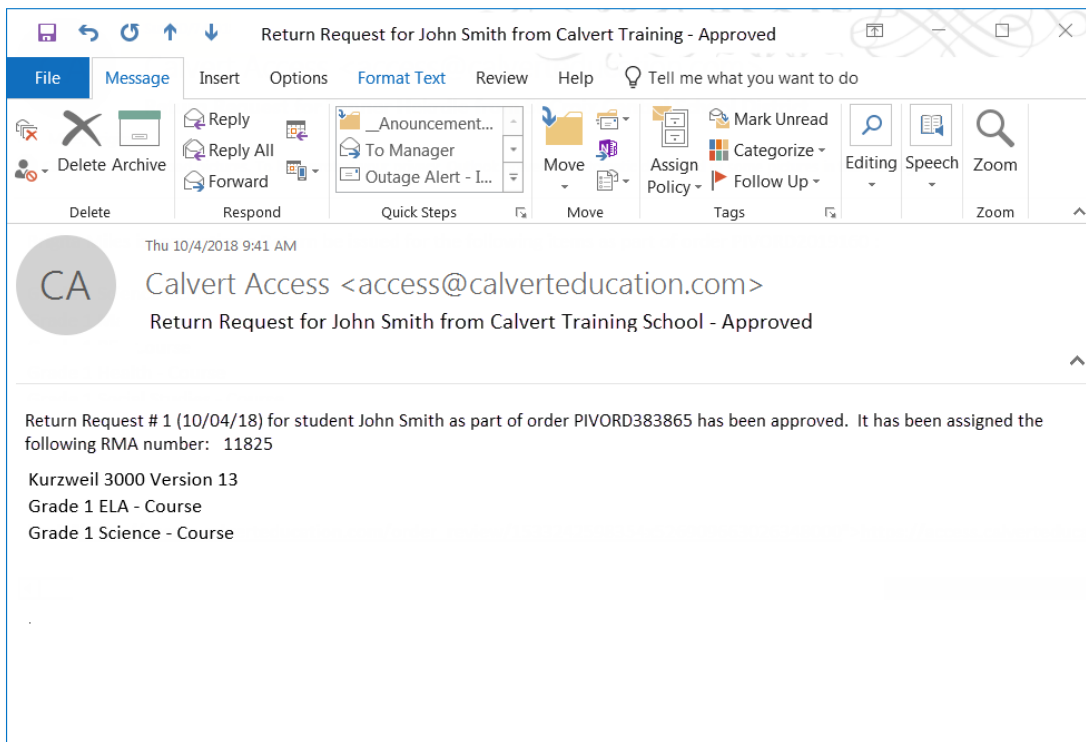 Return Request for John Smith from Calvert Training - Approved
File Message Insert Options Format Text Review Help Tell me what you want to do
Delete Archive
Reply
Reply All
Forward
_Anouncement...
To Manager
Outage Alert - I...
Move
Assign Policy
Mark Unread
Categorize
Follow Up
Editing Speech Zoom
Delete Respond Quick Steps Move Tags Zoom
Thu 10/4/2018 9:41 AM
CA
Calvert Access <access@calverteducation.com>
Return Request for John Smith from Calvert Training School - Approved
Return Request # 1 (10/04/18) for student John Smith as part of order PIVORD383865 has been approved.  It has been assigned the
following RMA number:   11825
Kurzweil 3000 Version 13
Grade 1 ELA - Course
Grade 1 Science - Course
.